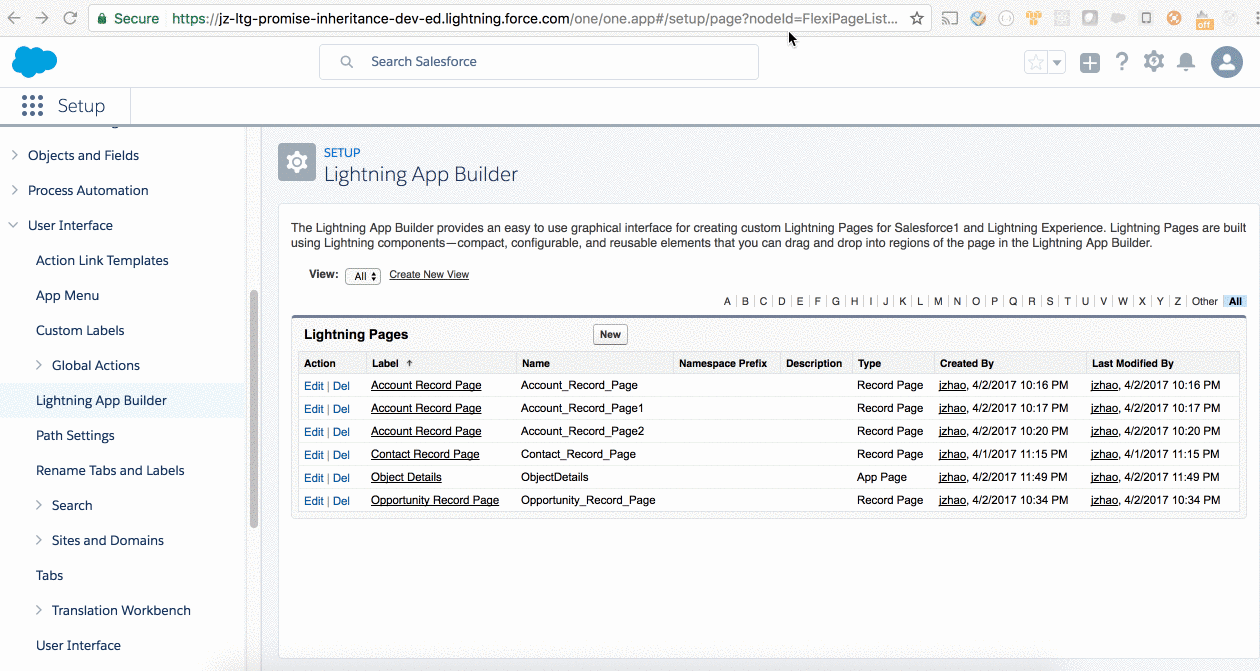 Secure https://jz-ltg-promise-inheritance-dev-ed.lightning.force.com/one/one.app#/setup/page?nodeId=FlexiPageList...
off
Search Salesforce
Setup
Objects and Fields
Process Automation
User Interface
Action Link Templates
App Menu
Custom Labels
Global Actions
Lightning App Builder
Path Settings
Rename Tabs and Labels
Search
Sites and Domains
Tabs
Translation Workbench
User Interface
SETUP
Lightning App Builder
The Lightning App Builder provides an easy to use graphical interface for creating custom Lightning Pages for Salesforce1 and Lightning Experience. Lightning Pages are built
using Lightning components—compact, configurable, and reusable elements that you can drag and drop into regions of the page in the Lightning App Builder.
View: All Create New View
A | B | C | D | E | F | G | H | I | J | K | L | M | N | O | P | Q | R | S | T | U | V | W | X | Y | Z | Other All
Lightning Pages New
Action Label Name Namespace Prefix Description Type Created By Last Modified By
Edit | Del Account Record Page Account_Record_Page Record Page jzhao, 4/2/2017 10:16 PM jzhao, 4/2/2017 10:16 PM
Edit | Del Account Record Page Account_Record_Page1 Record Page jzhao, 4/2/2017 10:17 PM jzhao, 4/2/2017 10:17 PM
Edit | Del Account Record Page Account_Record_Page2 Record Page jzhao, 4/2/2017 10:20 PM jzhao, 4/2/2017 10:20 PM
Edit | Del Contact Record Page Contact_Record_Page Record Page jzhao, 4/1/2017 11:15 PM jzhao, 4/1/2017 11:15 PM
Edit | Del Object Details ObjectDetails App Page jzhao, 4/2/2017 11:49 PM jzhao, 4/2/2017 11:49 PM
Edit | Del Opportunity Record Page Opportunity_Record_Page Record Page jzhao, 4/2/2017 10:34 PM jzhao, 4/2/2017 10:34 PM